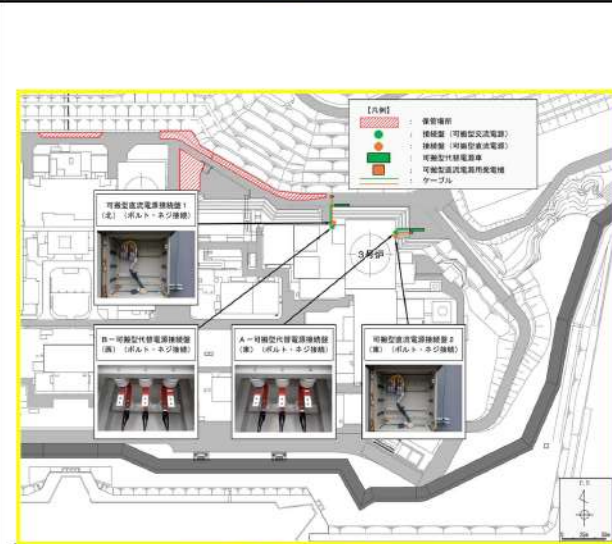 【凡例】
： 保管場所
： 接続盤（可搬型交流電源）
： 接続盤（可搬型直流電源）
： 可搬型代替電源車
： 可搬型直流電源用発電機
： ケーブル
可搬型直流電源接続盤1
（北）（ボルト・ネジ接続）
3号炉
B－可搬型代替電源接続盤
（西）（ボルト・ネジ接続）
A－可搬型代替電源接続盤
（東）（ボルト・ネジ接続）
可搬型直流電源接続盤2
（東）（ボルト・ネジ接続）